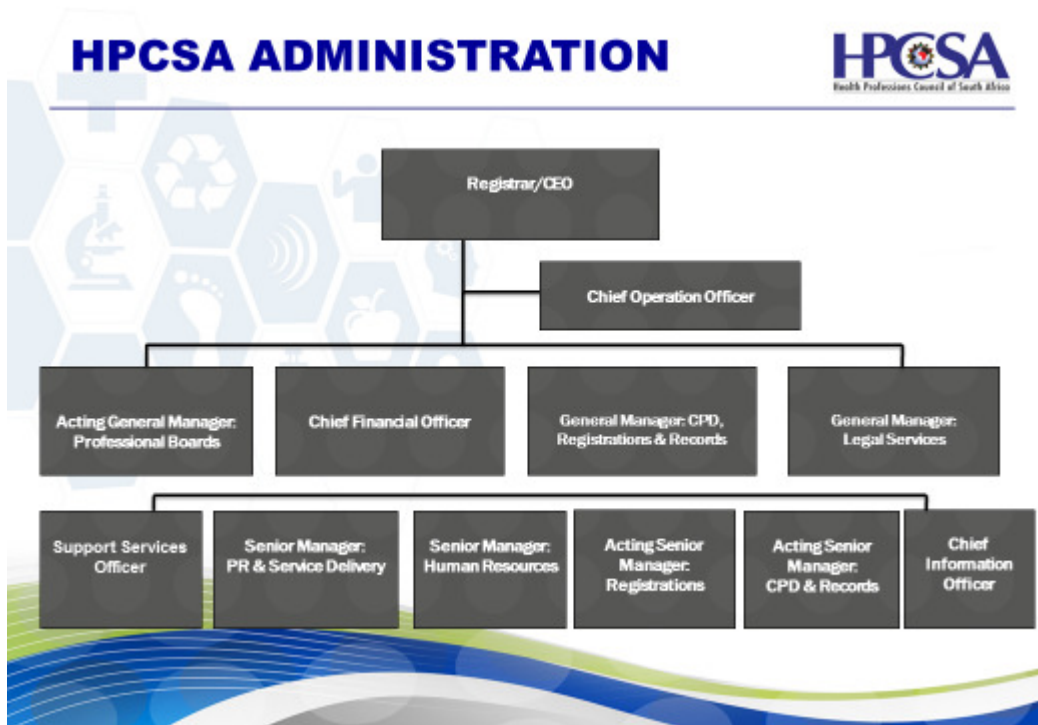 HPCSA ADMINISTRATION
HPCSA
Health Professions Council of South Africa
Registrar/CEO
Chief Operation Officer
Acting General Manager:
Professional Boards
Chief Financial Officer
General Manager: CPD,
Registrations & Records
General Manager:
Legal Services
Support Services
Officer
Senior Manager:
PR & Service Delivery
Senior Manager:
Human Resources
Acting Senior
Manager:
Registrations
Acting Senior
Manager:
CPD & Records
Chief
Information
Officer